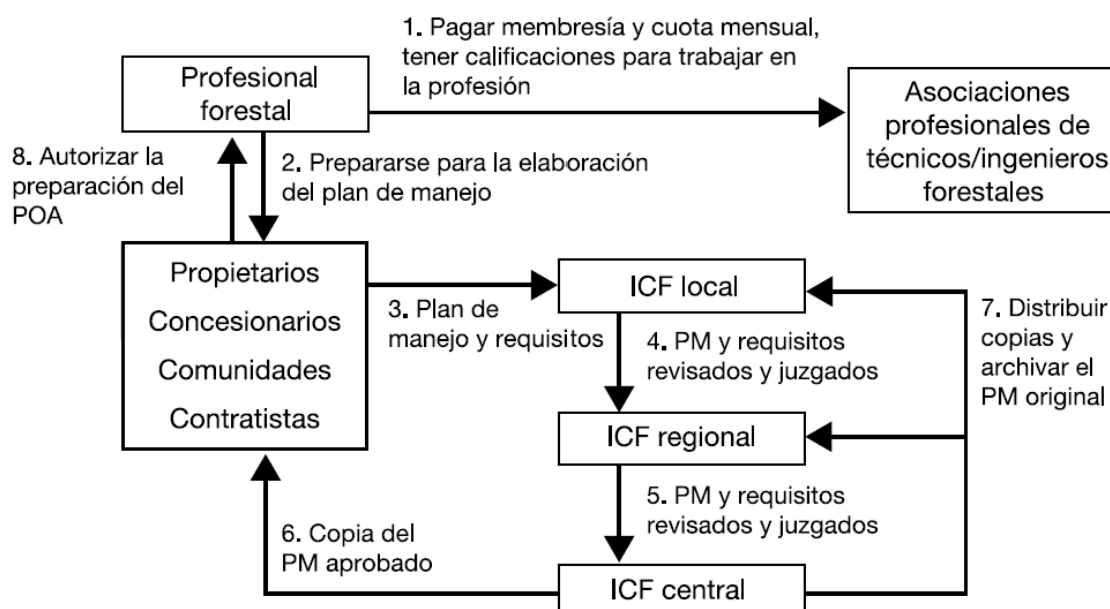 1. Pagar membresía y cuota mensual,
tener calificaciones para trabajar en
la profesión
Profesional
forestal
Asociaciones
profesionales de
técnicos/ingenieros
forestales
8. Autorizar la
preparación del
POA
2. Prepararse para la elaboración
del plan de manejo
Propietarios
Concesionarios
Comunidades
Contratistas
3. Plan de
manejo y requisitos
ICF local
4. PM y requisitos
revisados y juzgados
7. Distribuir
copias y
archivar el
PM original
ICF regional
5. PM y requisitos
revisados y juzgados
6. Copia del
PM aprobado
ICF central